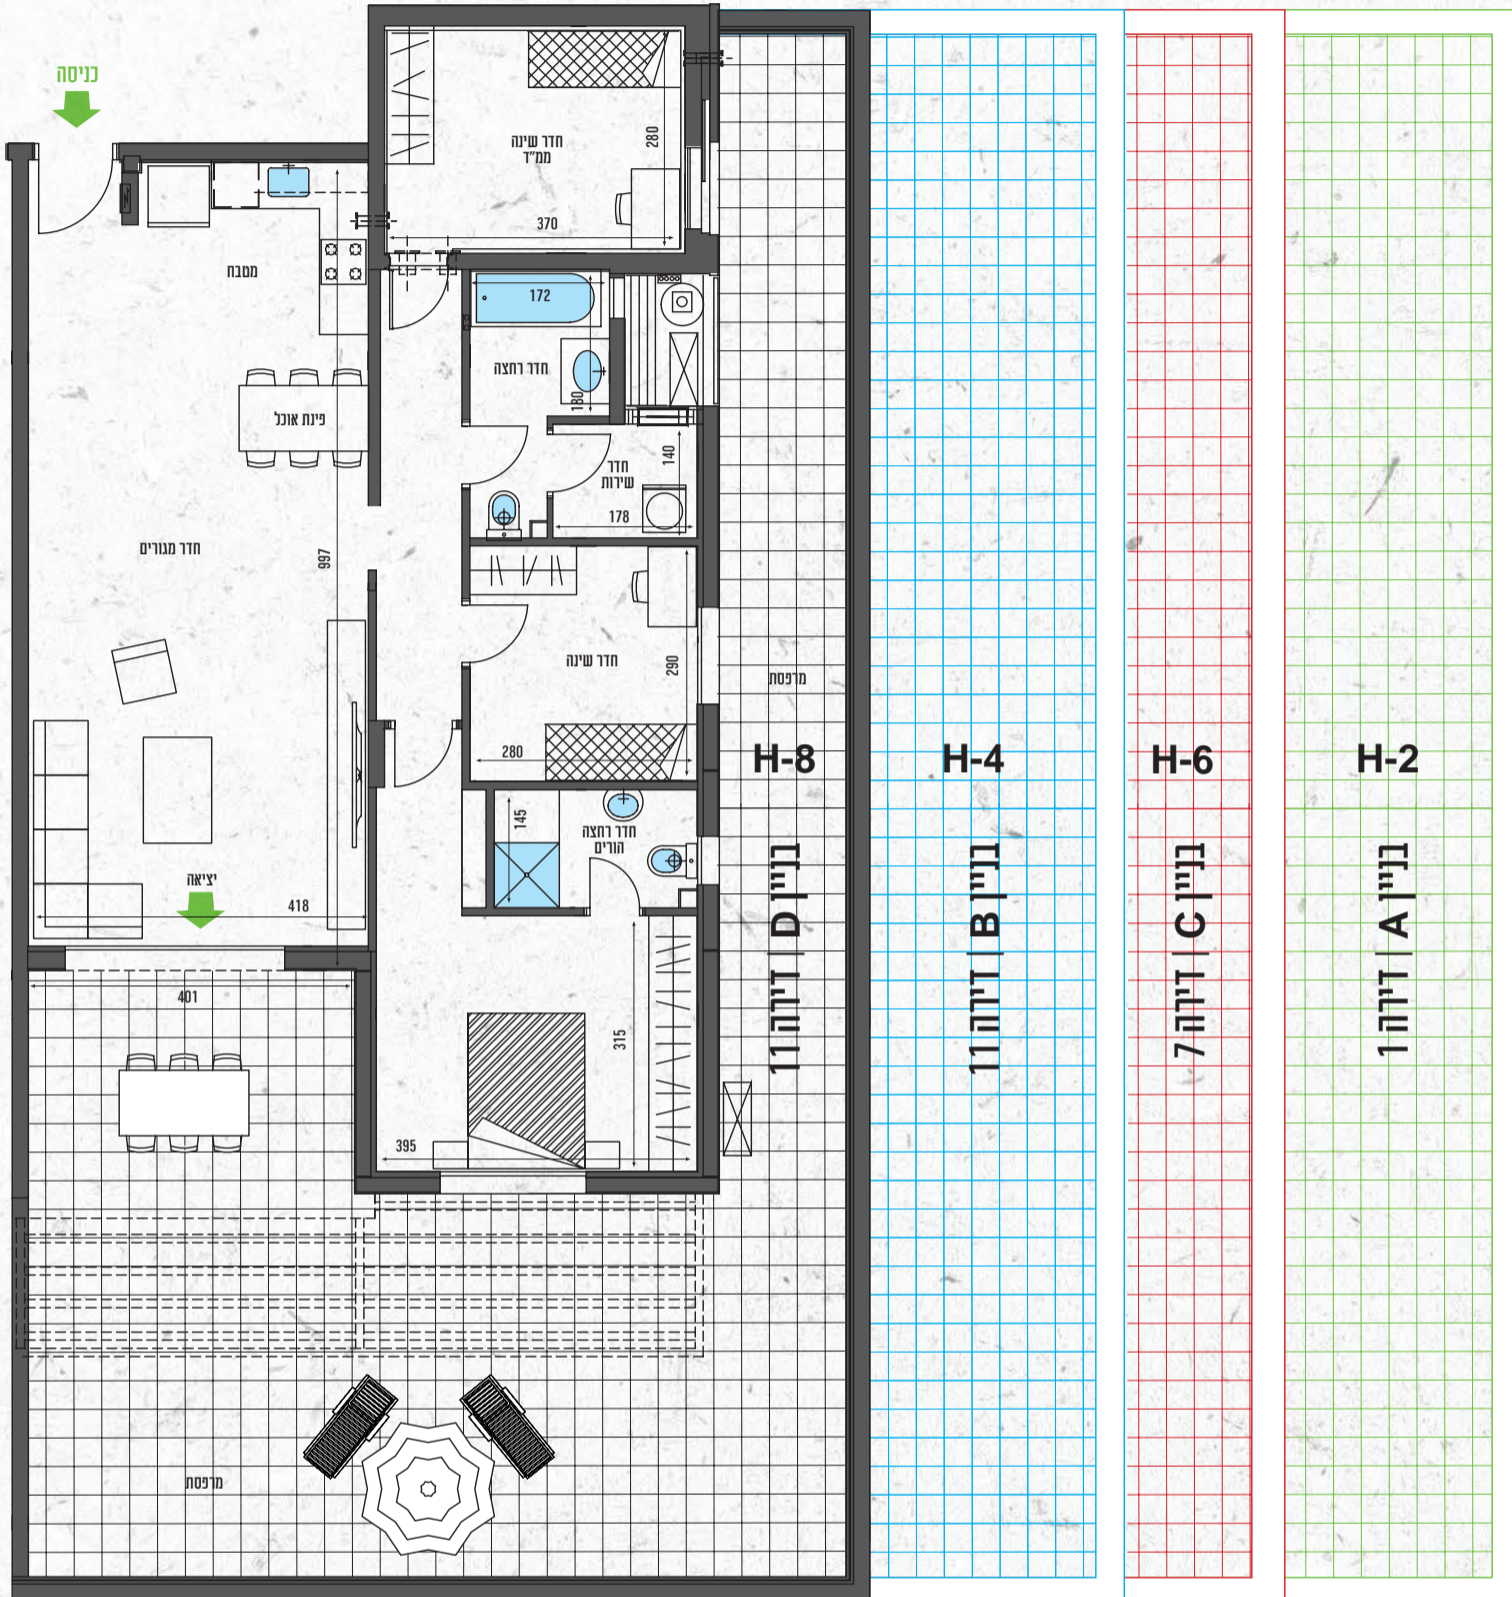 כניסה
חדר שינה
ממ"ד
280
370
מטבח
172
חדר רחצה
180
פינת אוכל
140
חדר
שירות
178
חדר מגורים
997
290
חדר שינה
280
מרפסת
H-8
H-4
H-6
H-2
בניין D | דירה 11
בניין B | דירה 11
בניין C | דירה 7
בניין A | דירה 1
145
חדר רחצה
הורים
יציאה
418
401
315
395
מרפסת